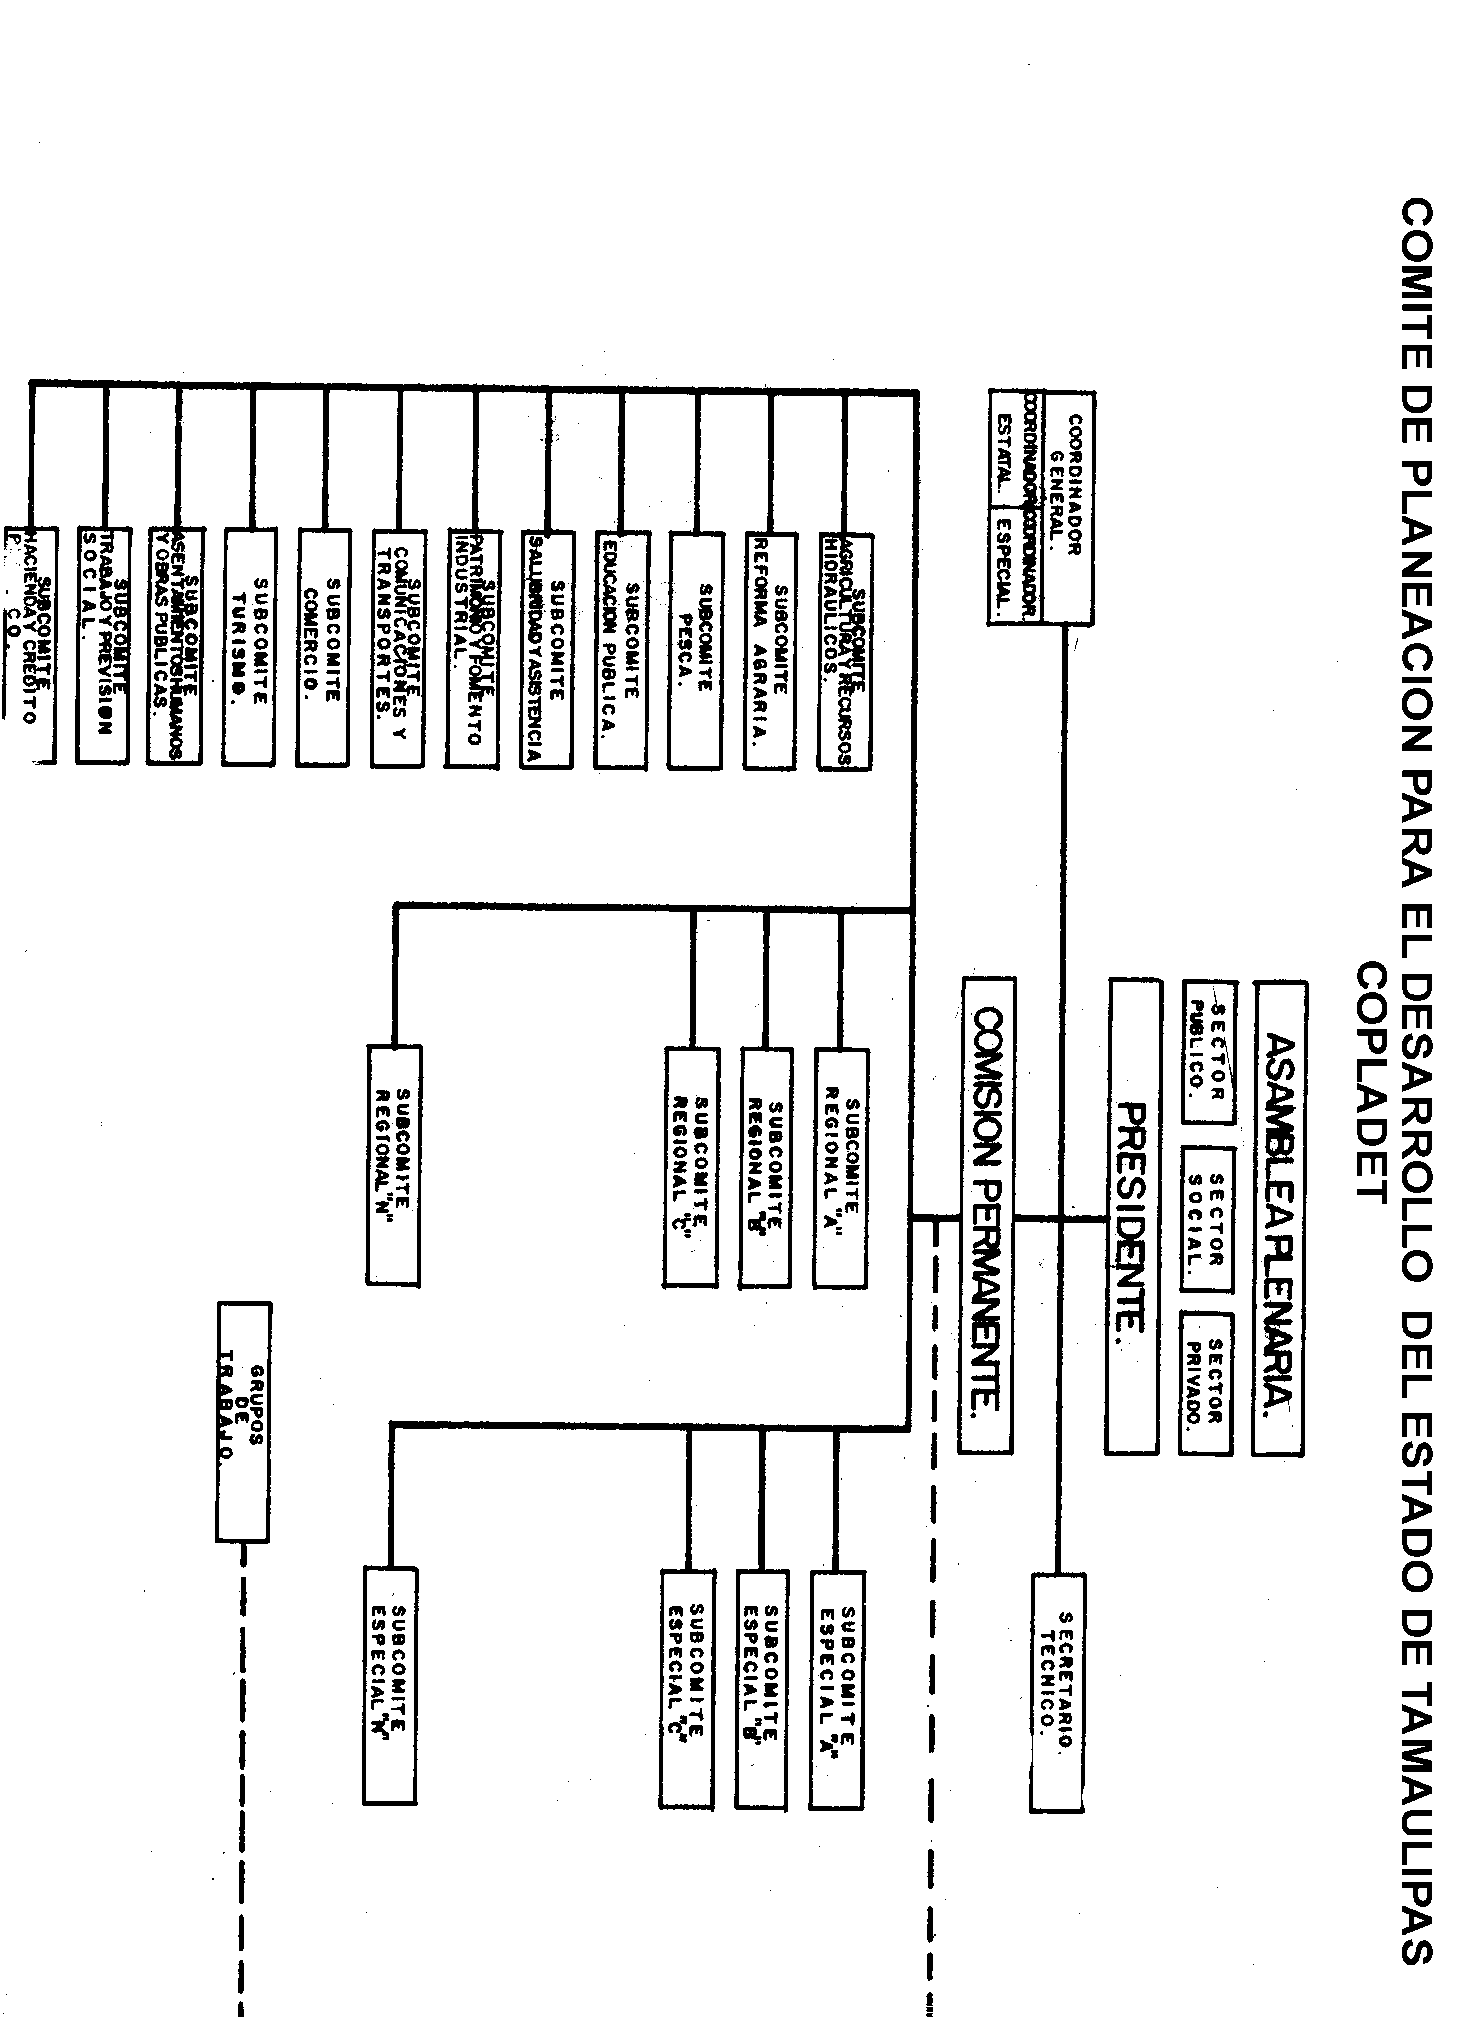 COMITE DE PLANEACION PARA EL DESARROLLO DEL ESTADO DE TAMAULIPAS
COPLADET
ASAMBLEA PLENARIA.
SECTOR
PUBLICO.
SECTOR
SOCIAL.
SECTOR
PRIVADO.
PRESIDENTE.
COORDINADOR
GENERAL.
COORDINADOR
ESTATAL.
COORDINADOR
ESPECIAL.
SECRETARIO.
TECNICO.
COMISION PERMANENTE.
SUBCOMITE
AGRICULTURA Y RECURSOS
HIDRAULICOS.
SUBCOMITE
REFORMA AGRARIA.
SUBCOMITE
PESCA.
SUBCOMITE
EDUCACION PUBLICA.
SUBCOMITE
SALUBRIDAD Y ASISTENCIA
SUBCOMITE
PATRIMONIO Y FOMENTO
INDUSTRIAL.
SUBCOMITE
COMUNICACIONES Y
TRANSPORTES.
SUBCOMITE
COMERCIO.
SUBCOMITE
TURISMO.
SUBCOMITE
ASENTAMIENTOS HUMANOS
Y OBRAS PUBLICAS.
SUBCOMITE
TRABAJO Y PREVISION
SOCIAL.
SUBCOMITE
HACIENDA Y CREDITO
SUBCOMITE
REGIONAL "A"
SUBCOMITE
REGIONAL "B"
SUBCOMITE
REGIONAL "C"
SUBCOMITE
REGIONAL "N"
SUBCOMITE
ESPECIAL "A"
SUBCOMITE
ESPECIAL "B"
SUBCOMITE
ESPECIAL "C"
SUBCOMITE
ESPECIAL "N"
GRUPOS
DE
TRABAJO.